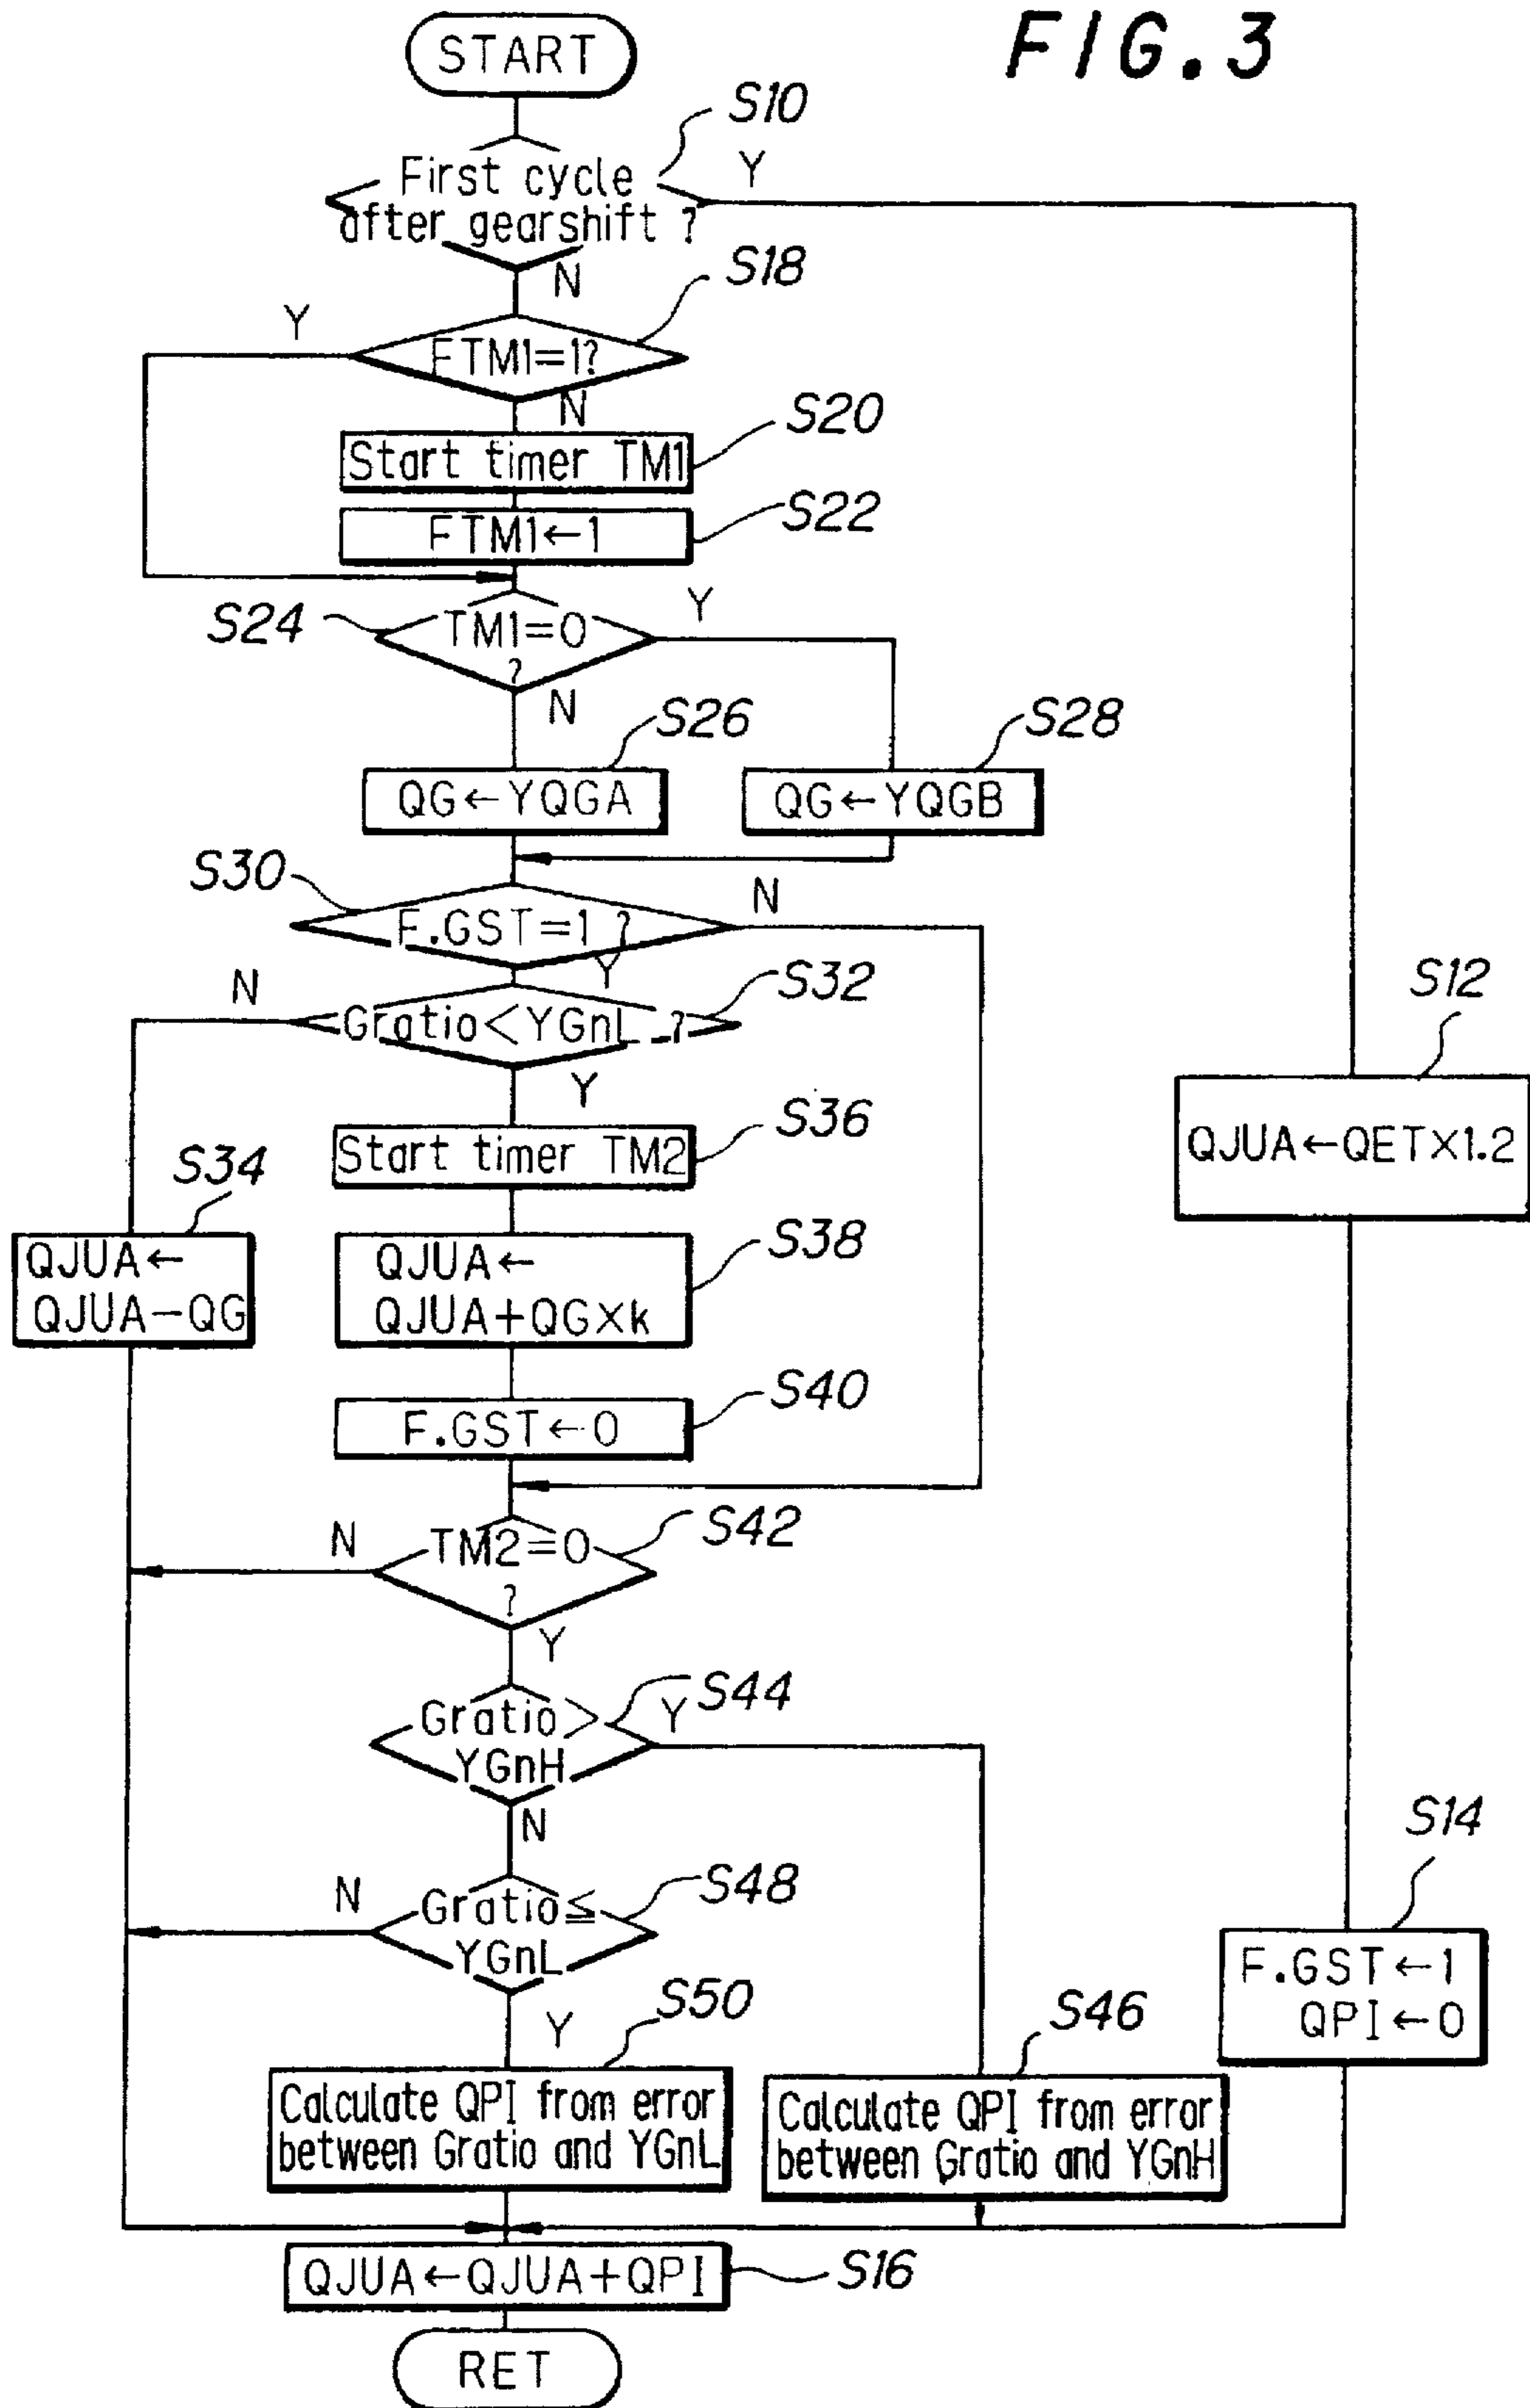 FIG.3
START
S10
First cycle
after gearshift ?
Y
N
S18
Y
FTM1=1?
N
S20
Start timer TM1
S22
FTM1←1
S24
TM1=0
?
Y
N
S26
S28
QG←YQGA
QG←YQGB
S30
F.GST=1 ?
N
Y
S32
N
Gratio<YGnL ?
Y
S12
QJUA←QET×1.2
S36
Start timer TM2
S34
QJUA←
QJUA−QG
S38
QJUA←
QJUA+QG×k
S40
F.GST←0
S42
N
TM2=0
?
Y
S44
Gratio>
YGnH
Y
N
S14
F.GST←1
QPI←0
S48
N
Gratio≦
YGnL
Y
S50
S46
Calculate QPI from error
between Gratio and YGnL
Calculate QPI from error
between Gratio and YGnH
QJUA←QJUA+QPI
S16
RET